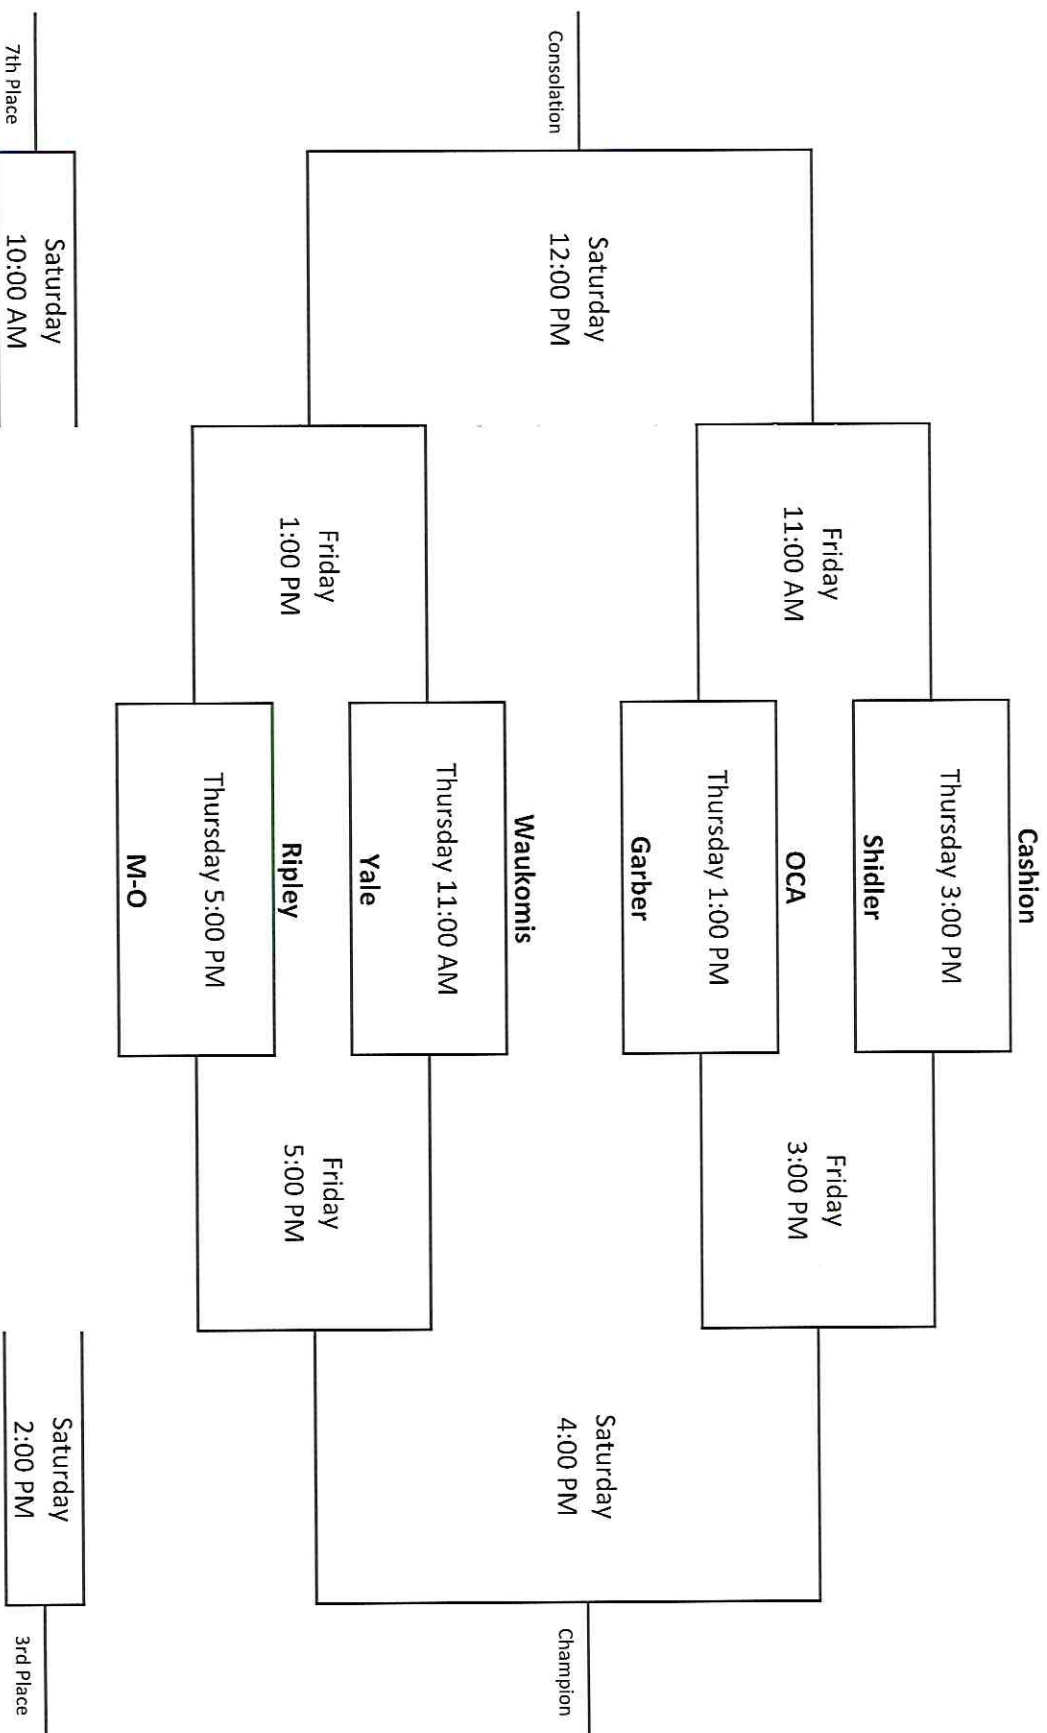 Cashion
Thursday 3:00 PM
Shidler
Friday
11:00 AM
Friday
3:00 PM
OCA
Thursday 1:00 PM
Garber
Saturday
12:00 PM
Consolation
Saturday
4:00 PM
Champion
Waukomis
Thursday 11:00 AM
Yale
Friday
1:00 PM
Friday
5:00 PM
Ripley
Thursday 5:00 PM
M-O
Saturday
10:00 AM
7th Place
Saturday
2:00 PM
3rd Place